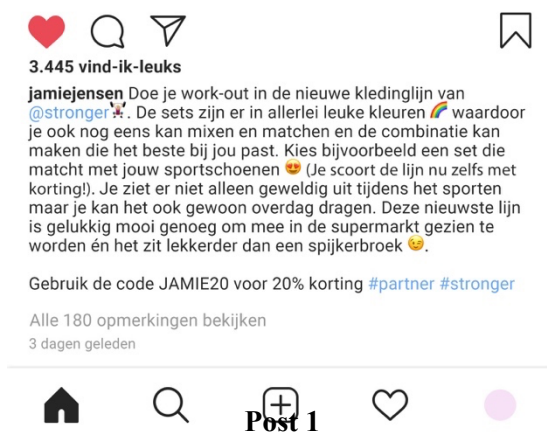 3.445 vind-ik-leuks
jamiejensen Doe je work-out in de nieuwe kledinglijn van
@stronger🏋️. De sets zijn er in allerlei leuke kleuren 🌈 waardoor
je ook nog eens kan mixen en matchen en de combinatie kan
maken die het beste bij jou past. Kies bijvoorbeeld een set die
matcht met jouw sportschoenen 😍 (Je scoort de lijn nu zelfs met
korting!). Je ziet er niet alleen geweldig uit tijdens het sporten
maar je kan het ook gewoon overdag dragen. Deze nieuwste lijn
is gelukkig mooi genoeg om mee in de supermarkt gezien te
worden én het zit lekkerder dan een spijkerbroek 😉.
Gebruik de code JAMIE20 voor 20% korting #partner #stronger
Alle 180 opmerkingen bekijken
3 dagen geleden
Post 1